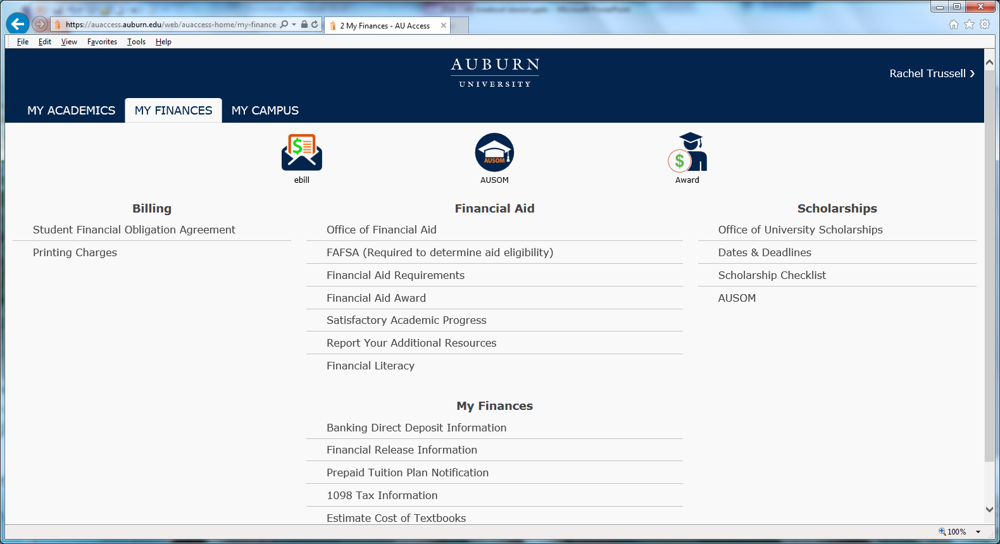 https://auaccess.auburn.edu/web/auaccess-home/my-finance
2 My Finances - AU Access
File Edit View Favorites Tools Help
AUBURN
UNIVERSITY
Rachel Trussell
MY ACADEMICS
MY FINANCES
MY CAMPUS
$
ebill
AUSOM
AUSOM
$
Award
Billing
Student Financial Obligation Agreement
Printing Charges
Financial Aid
Office of Financial Aid
FAFSA (Required to determine aid eligibility)
Financial Aid Requirements
Financial Aid Award
Satisfactory Academic Progress
Report Your Additional Resources
Financial Literacy
My Finances
Banking Direct Deposit Information
Financial Release Information
Prepaid Tuition Plan Notification
1098 Tax Information
Estimate Cost of Textbooks
Scholarships
Office of University Scholarships
Dates & Deadlines
Scholarship Checklist
AUSOM
100%